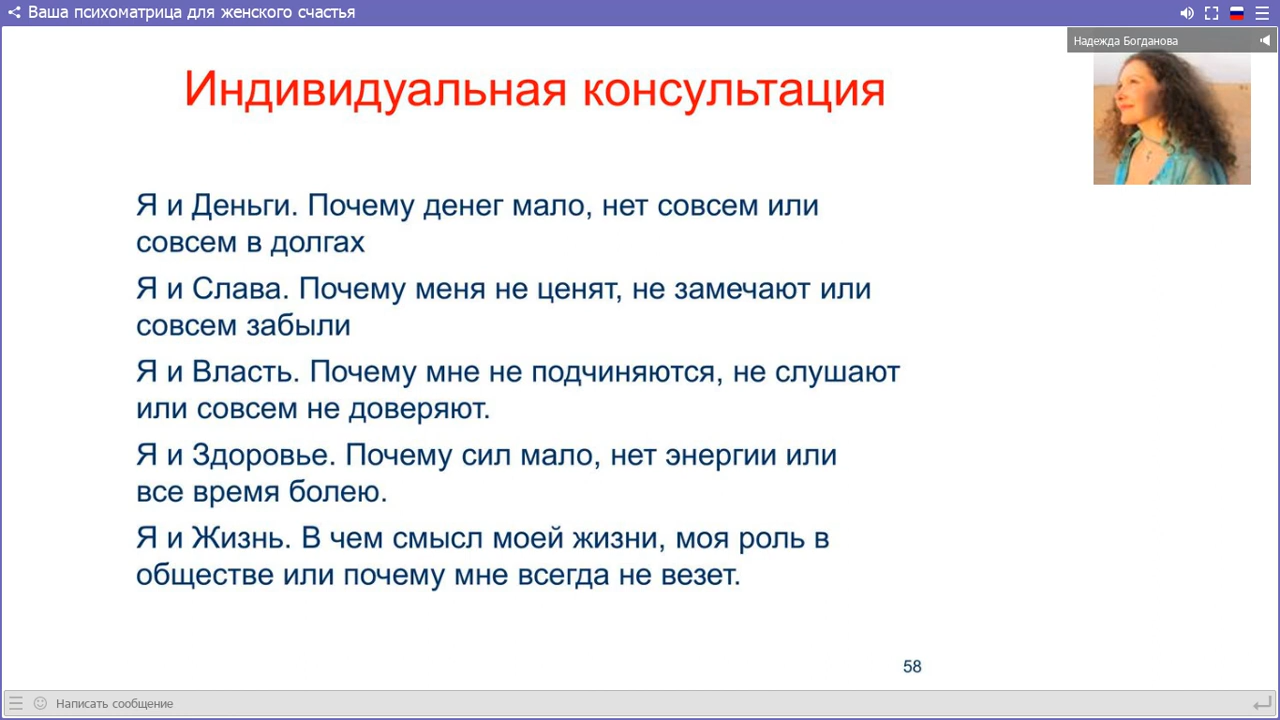 Ваша психоматрица для женского счастья
Надежда Богданова
Индивидуальная консультация
Я и Деньги. Почему денег мало, нет совсем или
совсем в долгах
Я и Слава. Почему меня не ценят, не замечают или
совсем забыли
Я и Власть. Почему мне не подчиняются, не слушают
или совсем не доверяют.
Я и Здоровье. Почему сил мало, нет энергии или
все время болею.
Я и Жизнь. В чем смысл моей жизни, моя роль в
обществе или почему мне всегда не везет.
58
Написать сообщение